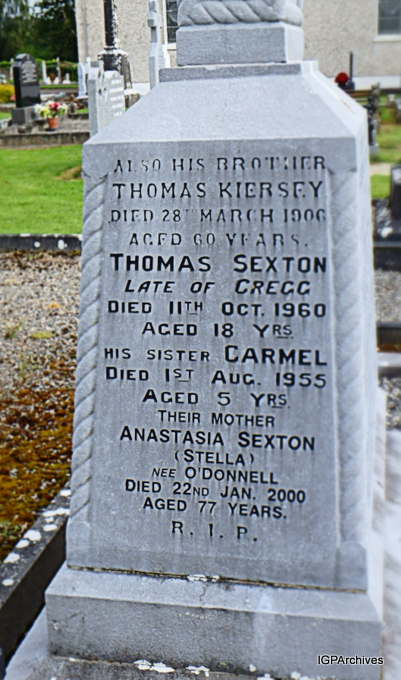 ALSO HIS BROTHER
THOMAS KIERSEY
DIED 28TH MARCH 1906
AGED 60 YEARS.
THOMAS SEXTON
LATE OF CREGG
DIED 11TH OCT. 1960
AGED 18 YRS.
HIS SISTER CARMEL
DIED 1ST AUG. 1955
AGED 5 YRS.
THEIR MOTHER
ANASTASIA SEXTON
(STELLA)
NEE O'DONNELL
DIED 22ND JAN. 2000
AGED 77 YEARS.
R. I. P.
IGPArchives